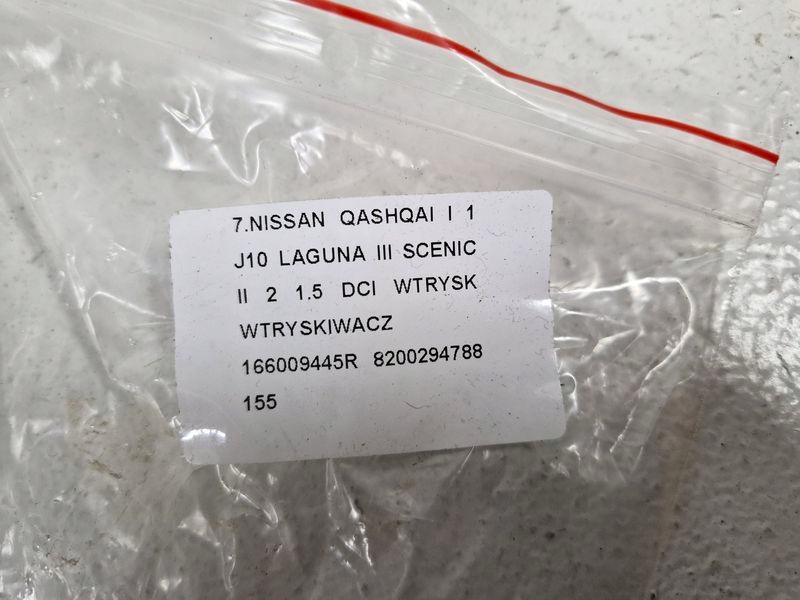 7.NISSAN QASHQAI I 1
J10 LAGUNA III SCENIC
II 2 1.5 DCI WTRYSK
WTRYSKIWACZ
166009445R 8200294788
155